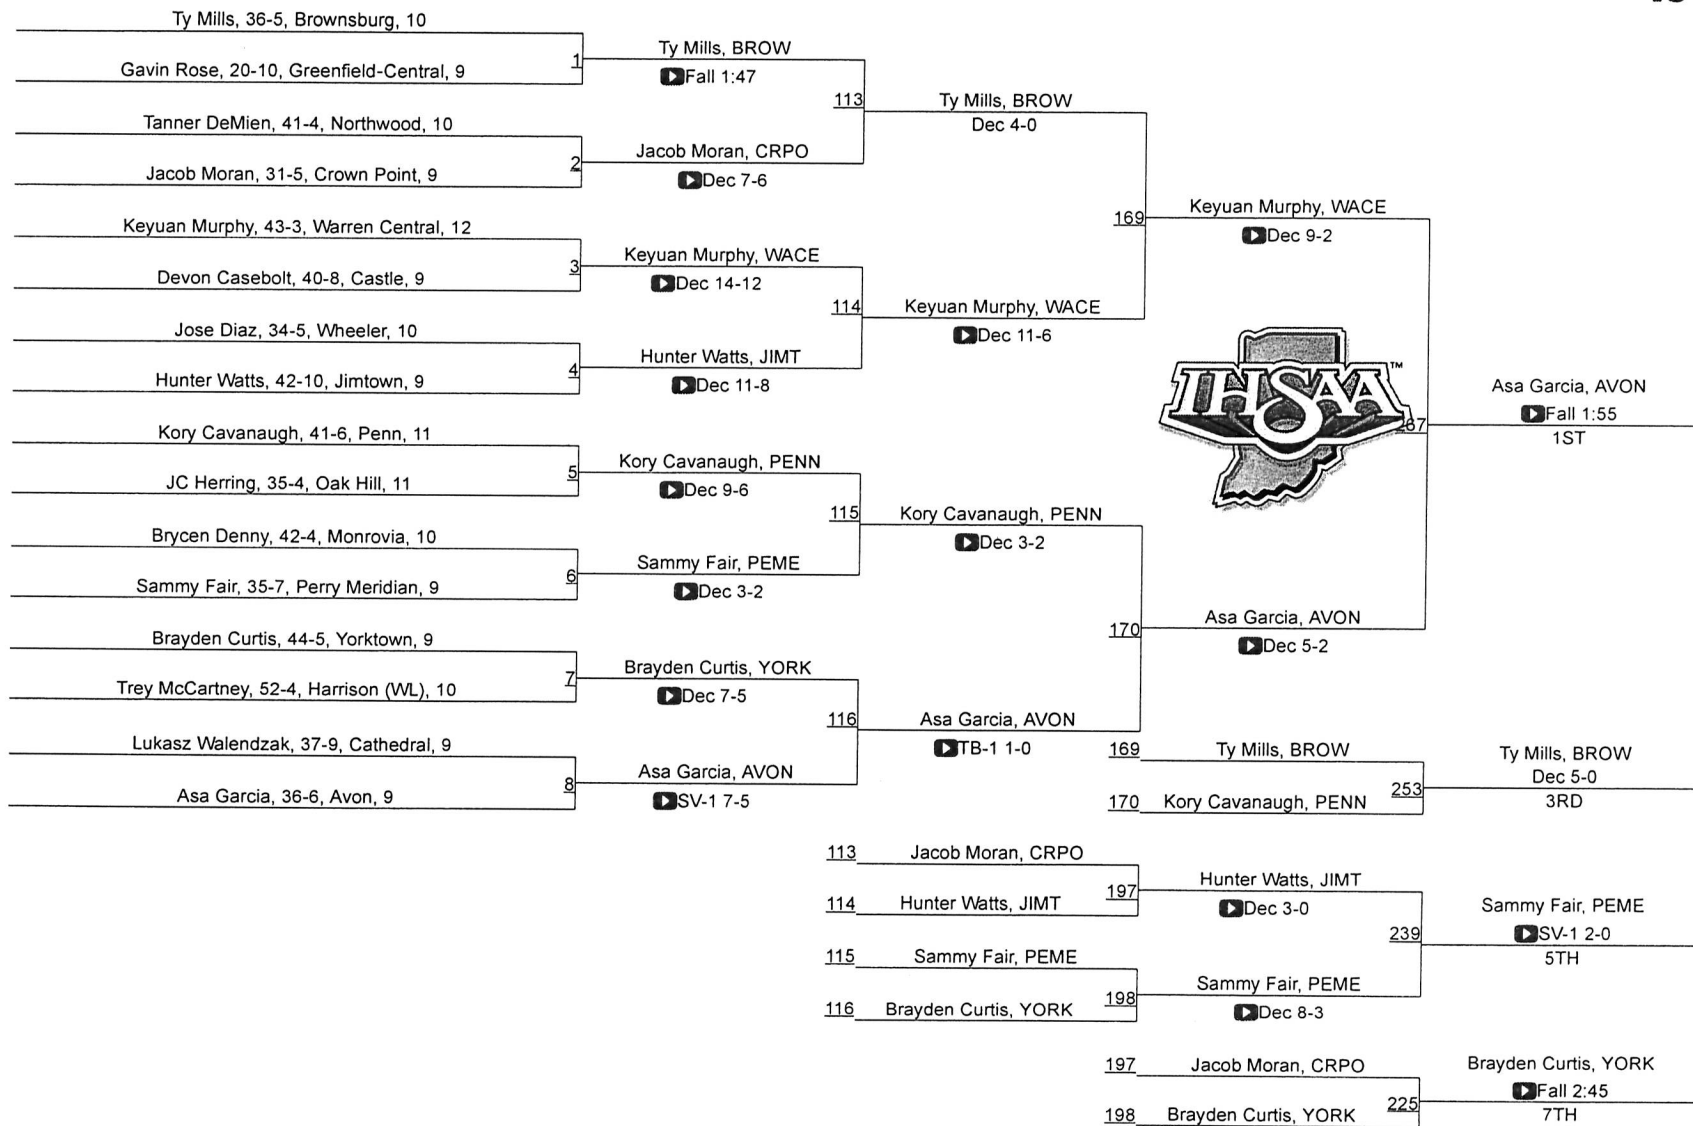 Ty Mills, 36-5, Brownsburg, 10
Gavin Rose, 20-10, Greenfield-Central, 9
Tanner DeMien, 41-4, Northwood, 10
Jacob Moran, 31-5, Crown Point, 9
Keyuan Murphy, 43-3, Warren Central, 12
Devon Casebolt, 40-8, Castle, 9
Jose Diaz, 34-5, Wheeler, 10
Hunter Watts, 42-10, Jimtown, 9
Kory Cavanaugh, 41-6, Penn, 11
JC Herring, 35-4, Oak Hill, 11
Brycen Denny, 42-4, Monrovia, 10
Sammy Fair, 35-7, Perry Meridian, 9
Brayden Curtis, 44-5, Yorktown, 9
Trey McCartney, 52-4, Harrison (WL), 10
Lukasz Walendzak, 37-9, Cathedral, 9
Asa Garcia, 36-6, Avon, 9
1
Ty Mills, BROW
Fall 1:47
2
Jacob Moran, CRPO
Dec 7-6
3
Keyuan Murphy, WACE
Dec 14-12
4
Hunter Watts, JIMT
Dec 11-8
5
Kory Cavanaugh, PENN
Dec 9-6
6
Sammy Fair, PEME
Dec 3-2
7
Brayden Curtis, YORK
Dec 7-5
8
Asa Garcia, AVON
SV-1 7-5
113
Ty Mills, BROW
Dec 4-0
114
Keyuan Murphy, WACE
Dec 11-6
115
Kory Cavanaugh, PENN
Dec 3-2
116
Asa Garcia, AVON
TB-1 1-0
169
Keyuan Murphy, WACE
Dec 9-2
170
Asa Garcia, AVON
Dec 5-2
IHSAA™
Asa Garcia, AVON
Fall 1:55
1ST
169 Ty Mills, BROW
170 Kory Cavanaugh, PENN
253
Ty Mills, BROW
Dec 5-0
3RD
113 Jacob Moran, CRPO
114 Hunter Watts, JIMT
115 Sammy Fair, PEME
116 Brayden Curtis, YORK
197
Hunter Watts, JIMT
Dec 3-0
198
Sammy Fair, PEME
Dec 8-3
239
Sammy Fair, PEME
SV-1 2-0
5TH
197 Jacob Moran, CRPO
198 Brayden Curtis, YORK
225
Brayden Curtis, YORK
Fall 2:45
7TH